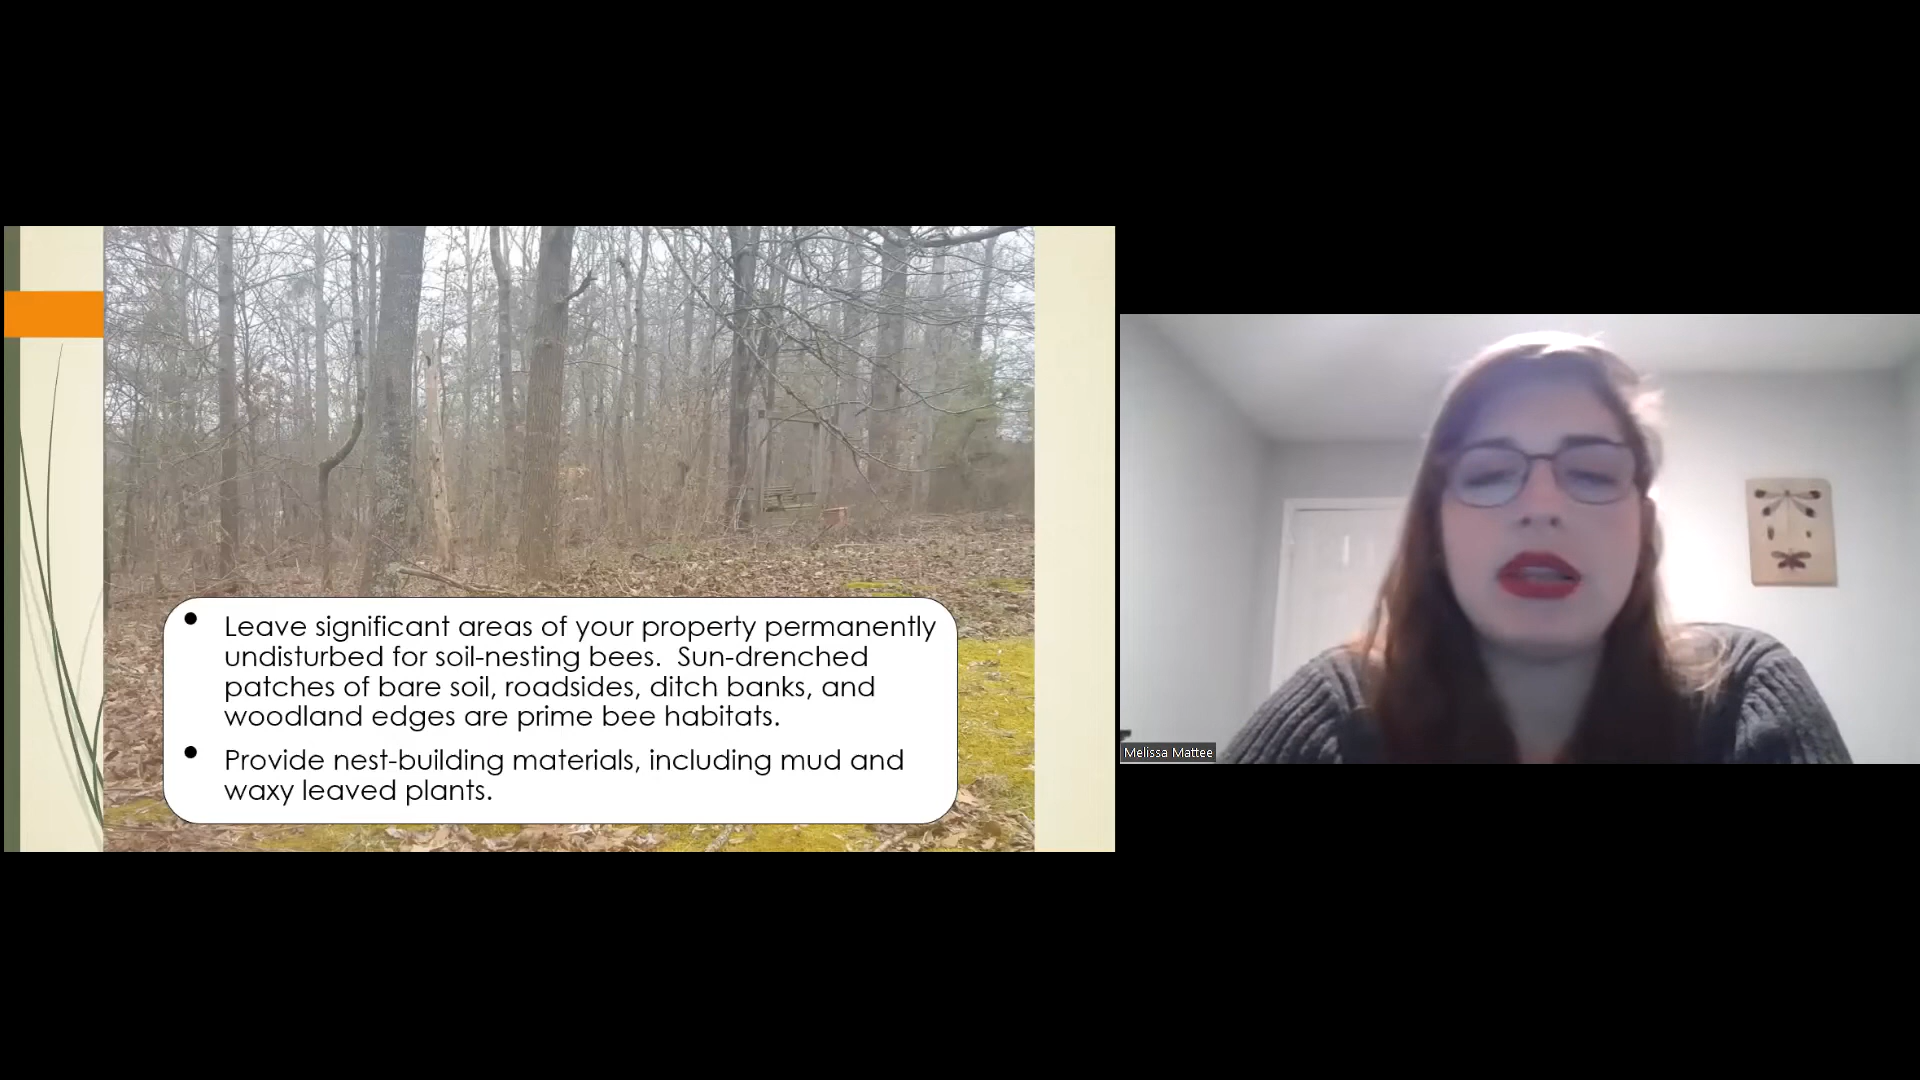 • Leave significant areas of your property permanently
undisturbed for soil-nesting bees.  Sun-drenched
patches of bare soil, roadsides, ditch banks, and
woodland edges are prime bee habitats.
• Provide nest-building materials, including mud and
waxy leaved plants.
Melissa Mattee